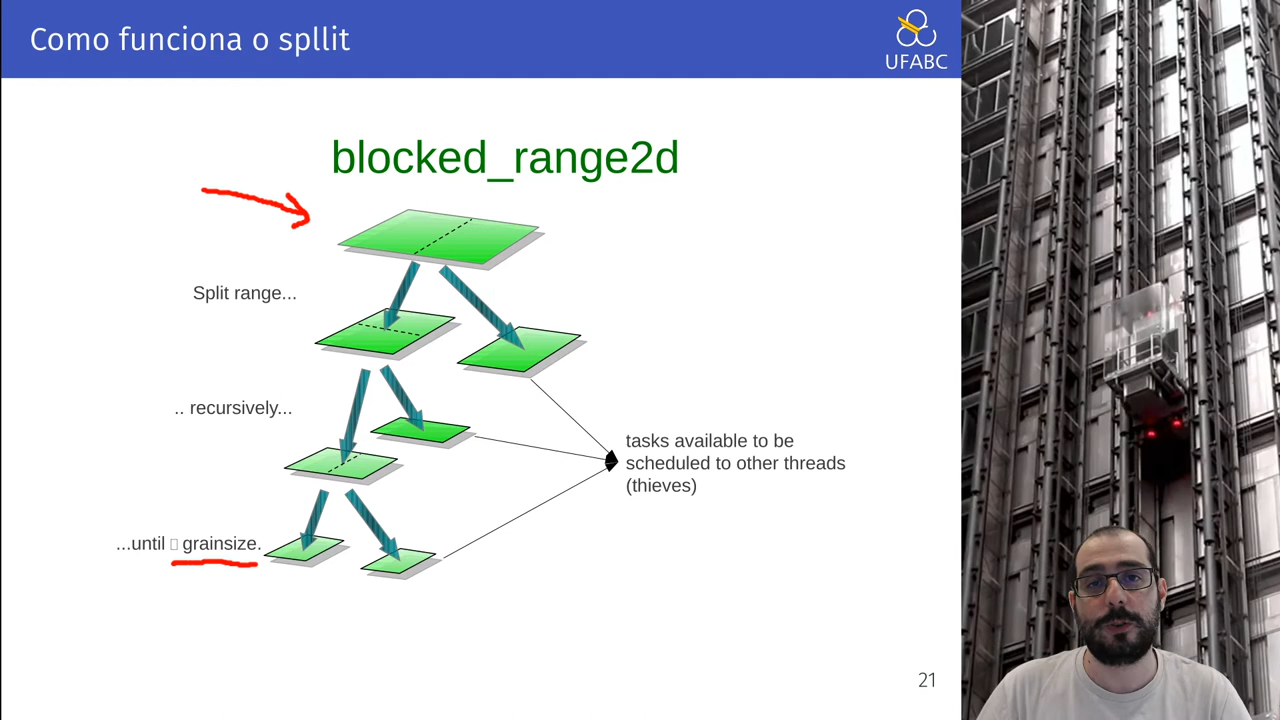 Como funciona o spllit
UFABC
blocked_range2d
Split range...
.. recursively...
tasks available to be
scheduled to other threads
(thieves)
...until grainsize.
21